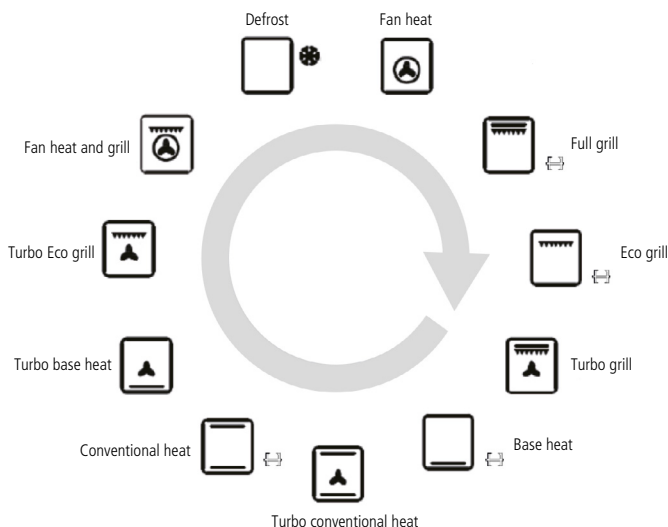 Defrost
Fan heat
Fan heat and grill
Full grill
Turbo Eco grill
Eco grill
Turbo base heat
Turbo grill
Conventional heat
Base heat
Turbo conventional heat